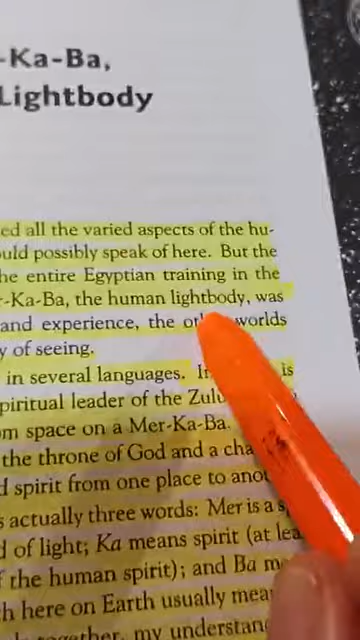 -Ka-Ba,
Lightbody
ed all the varied aspects of the hu-
ould possibly speak of here. But the
he entire Egyptian training in the
r-Ka-Ba, the human lightbody, was
and experience, the other worlds
y of seeing.
in several languages. In is
piritual leader of the Zulu
om space on a Mer-Ka-Ba.
the throne of God and a cha
d spirit from one place to anot
s actually three words: Mer is a s
d of light; Ka means spirit (at lea
f the human spirit); and Ba m
h here on Earth usually mea
together, my understan